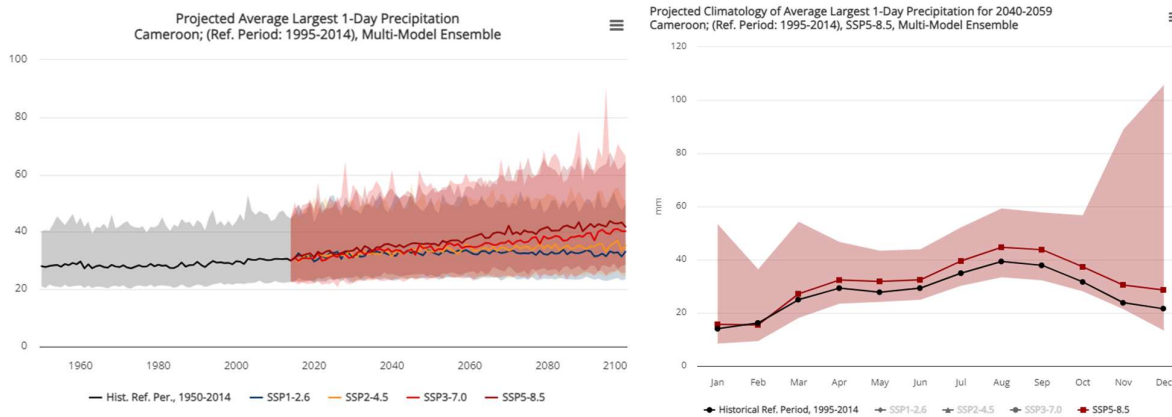 Projected Average Largest 1-Day Precipitation
Cameroon; (Ref. Period: 1995-2014), Multi-Model Ensemble
100
80
60
40
20
0
1960
1980
2000
2020
2040
2060
2080
2100
Hist. Ref. Per., 1950-2014
SSP1-2.6
SSP2-4.5
SSP3-7.0
SSP5-8.5
Projected Climatology of Average Largest 1-Day Precipitation for 2040-2059
Cameroon; (Ref. Period: 1995-2014), SSP5-8.5, Multi-Model Ensemble
120
100
80
60
40
20
0
mm
Jan
Feb
Mar
Apr
May
Jun
Jul
Aug
Sep
Oct
Nov
Dec
Historical Ref. Period, 1995-2014
SSP1-2.6
SSP2-4.5
SSP3-7.0
SSP5-8.5